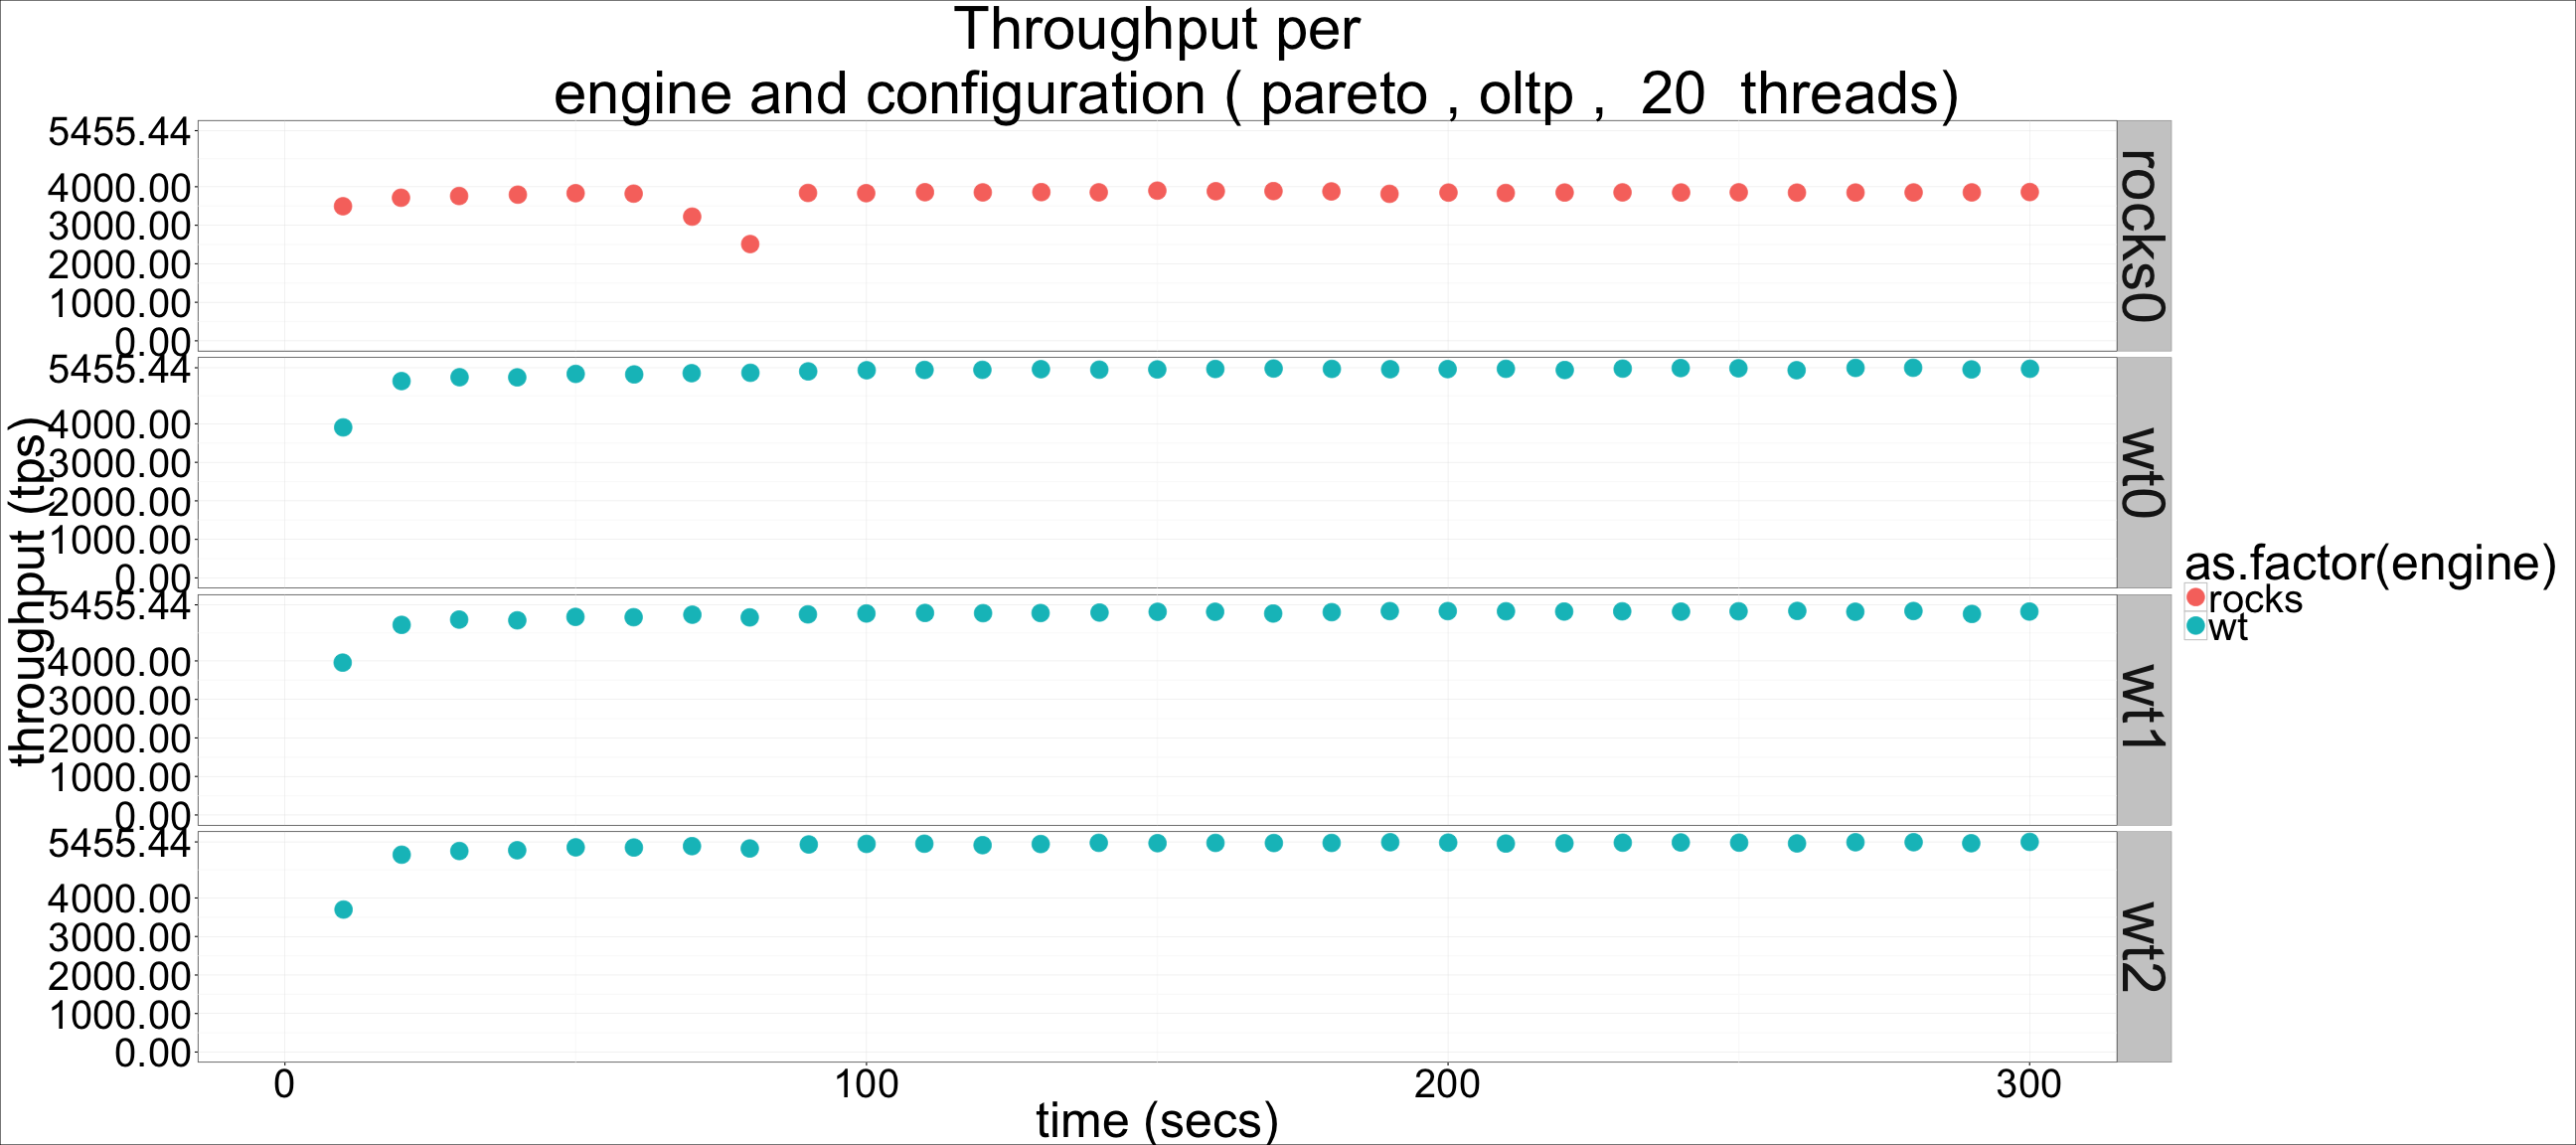 Throughput per
engine and configuration ( pareto , oltp ,  20  threads)
throughput (tps)
5455.44
4000.00
3000.00
2000.00
1000.00
0.00
rocks0
5455.44
4000.00
3000.00
2000.00
1000.00
0.00
wt0
5455.44
4000.00
3000.00
2000.00
1000.00
0.00
wt1
5455.44
4000.00
3000.00
2000.00
1000.00
0.00
wt2
0 100 200 300
time (secs)
as.factor(engine)
rocks
wt